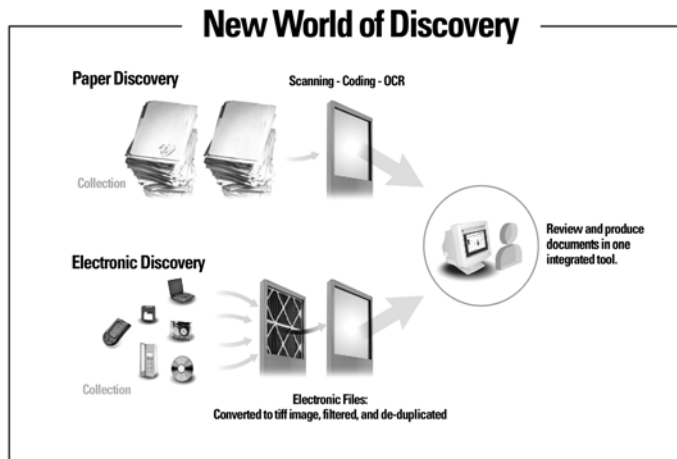 New World of Discovery
Paper Discovery
Scanning - Coding - OCR
Collection
Review and produce
documents in one
integrated tool.
Electronic Discovery
Collection
Electronic Files:
Converted to tiff image, filtered, and de-duplicated